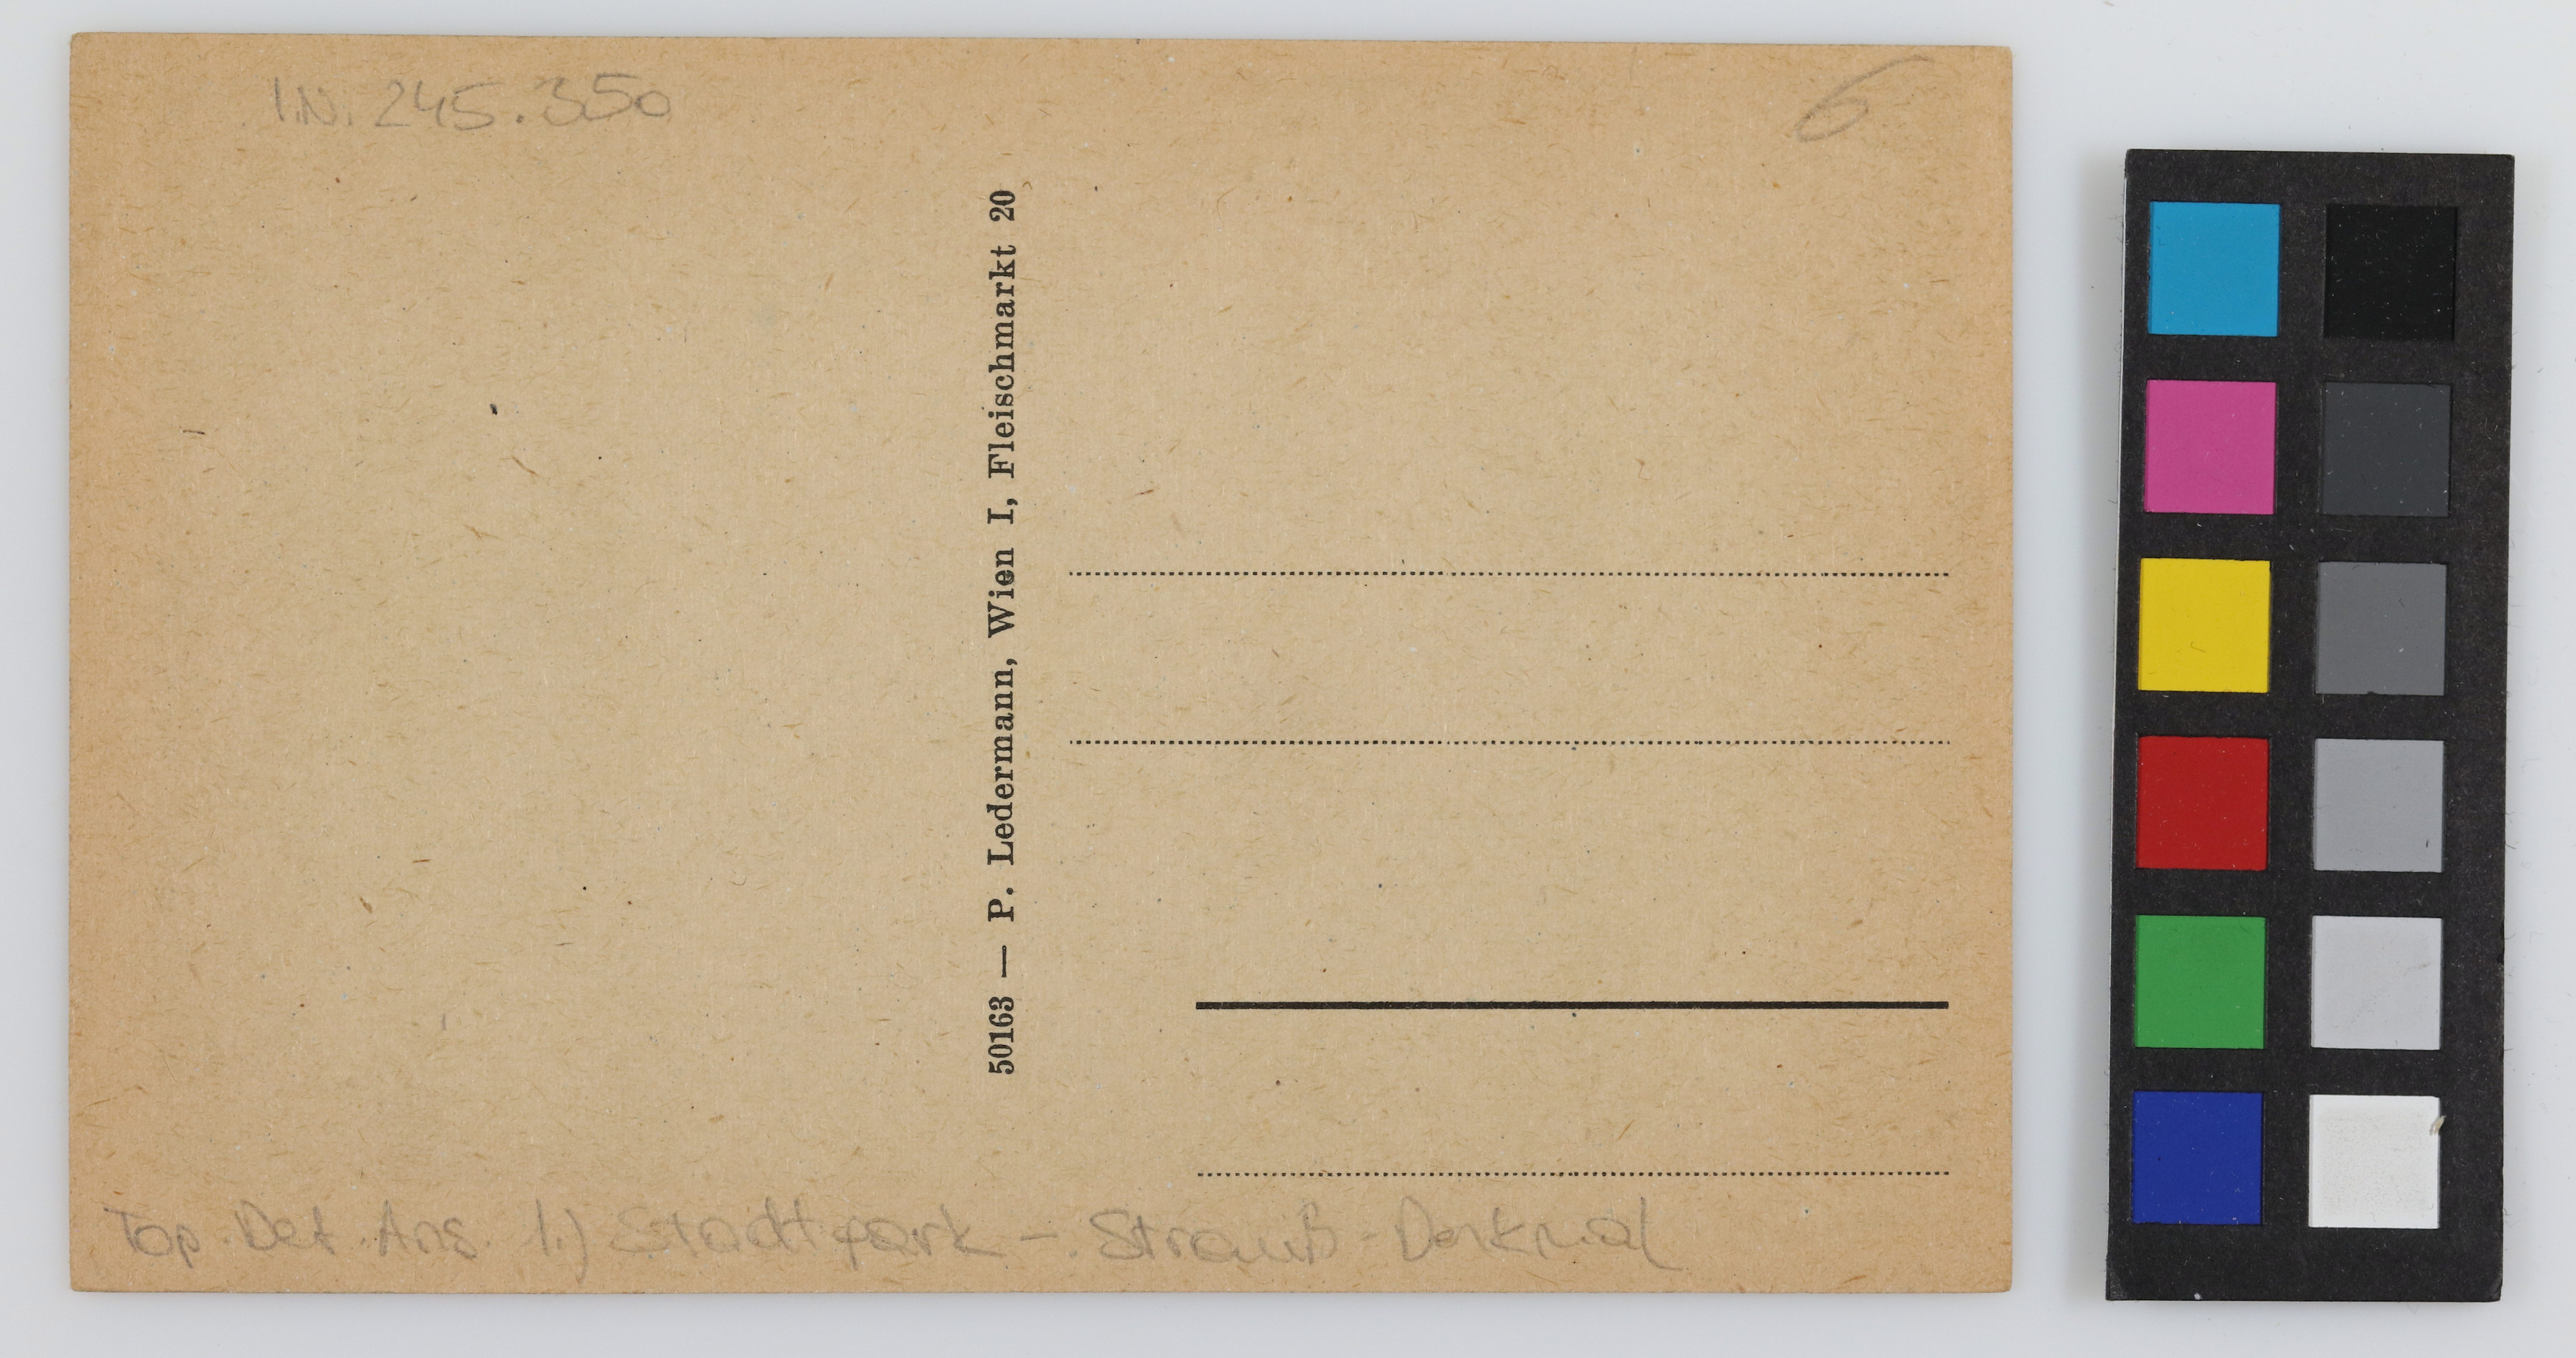 I.N. 245.350
6
50163 — P. Ledermann, Wien I, Fleischmarkt 20
Top. Det. Ans. 1.) Stadtpark - Strauß-Denkmal